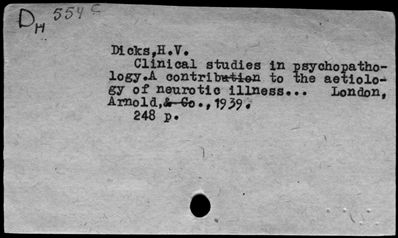 DH 554 c
Dicks,H.V.
Clinical studies in psychopatho-
logy.A contribution to the aetiolo-
gy of neurotic illness... London,
Arnold,& Co.,1939.
248 p.